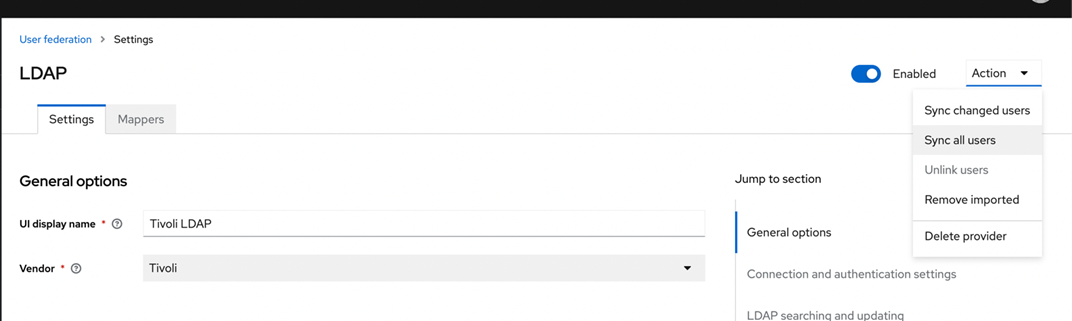 User federation > Settings
LDAP
Enabled
Action
Sync changed users
Sync all users
Unlink users
Remove imported
Delete provider
Settings
Mappers
General options
UI display name *
Tivoli LDAP
Vendor *
Tivoli
Jump to section
General options
Connection and authentication settings
LDAP searching and updating